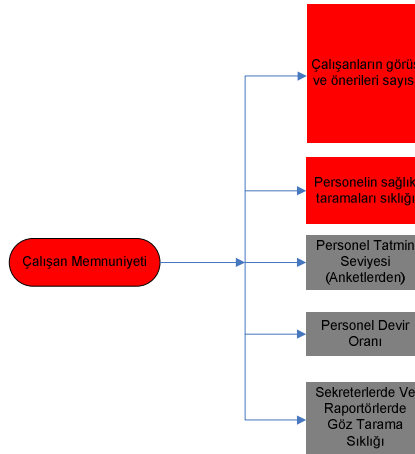 Çalışanların görüş
ve önerileri sayıs
Personelin sağlık
taramaları sıklığı
Çalışan Memnuniyeti
Personel Tatmin
Seviyesi
(Anketlerden)
Personel Devir
Oranı
Sekreterlerde Ve
Raportörlerde
Göz Tarama
Sıklığı